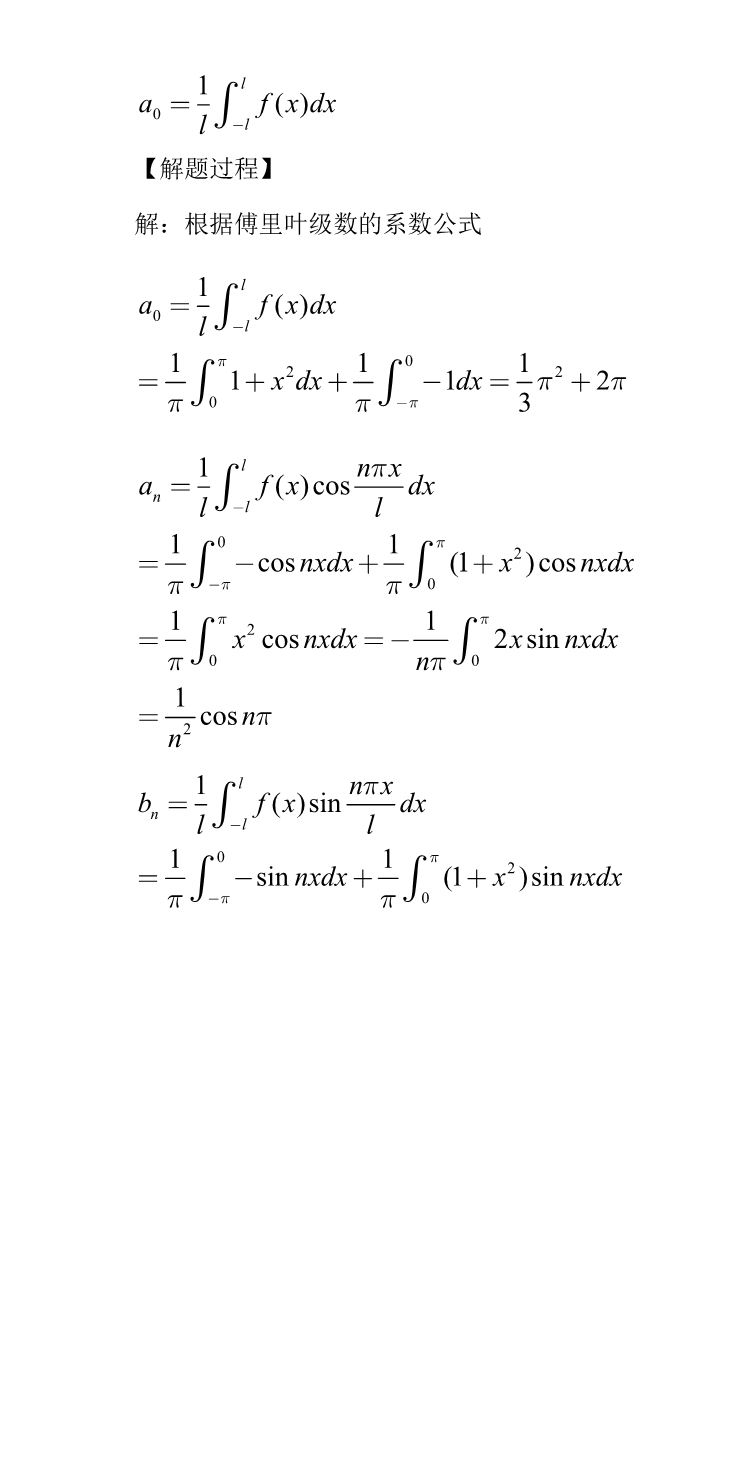 $a_0 = \frac{1}{l}\int_{-l}^{l} f(x)dx$
【解题过程】
解：根据傅里叶级数的系数公式
$a_0 = \frac{1}{l}\int_{-l}^{l} f(x)dx$
$= \frac{1}{\pi}\int_{0}^{\pi} 1 + x^2 dx + \frac{1}{\pi}\int_{-\pi}^{0} -1dx = \frac{1}{3}\pi^2 + 2\pi$
$a_n = \frac{1}{l}\int_{-l}^{l} f(x)\cos\frac{n\pi x}{l}dx$
$= \frac{1}{\pi}\int_{-\pi}^{0} -\cos nxdx + \frac{1}{\pi}\int_{0}^{\pi} (1 + x^2)\cos nxdx$
$= \frac{1}{\pi}\int_{0}^{\pi} x^2 \cos nxdx = -\frac{1}{n\pi}\int_{0}^{\pi} 2x\sin nxdx$
$= \frac{1}{n^2}\cos n\pi$
$b_n = \frac{1}{l}\int_{-l}^{l} f(x)\sin\frac{n\pi x}{l}dx$
$= \frac{1}{\pi}\int_{-\pi}^{0} -\sin nxdx + \frac{1}{\pi}\int_{0}^{\pi} (1 + x^2)\sin nxdx$